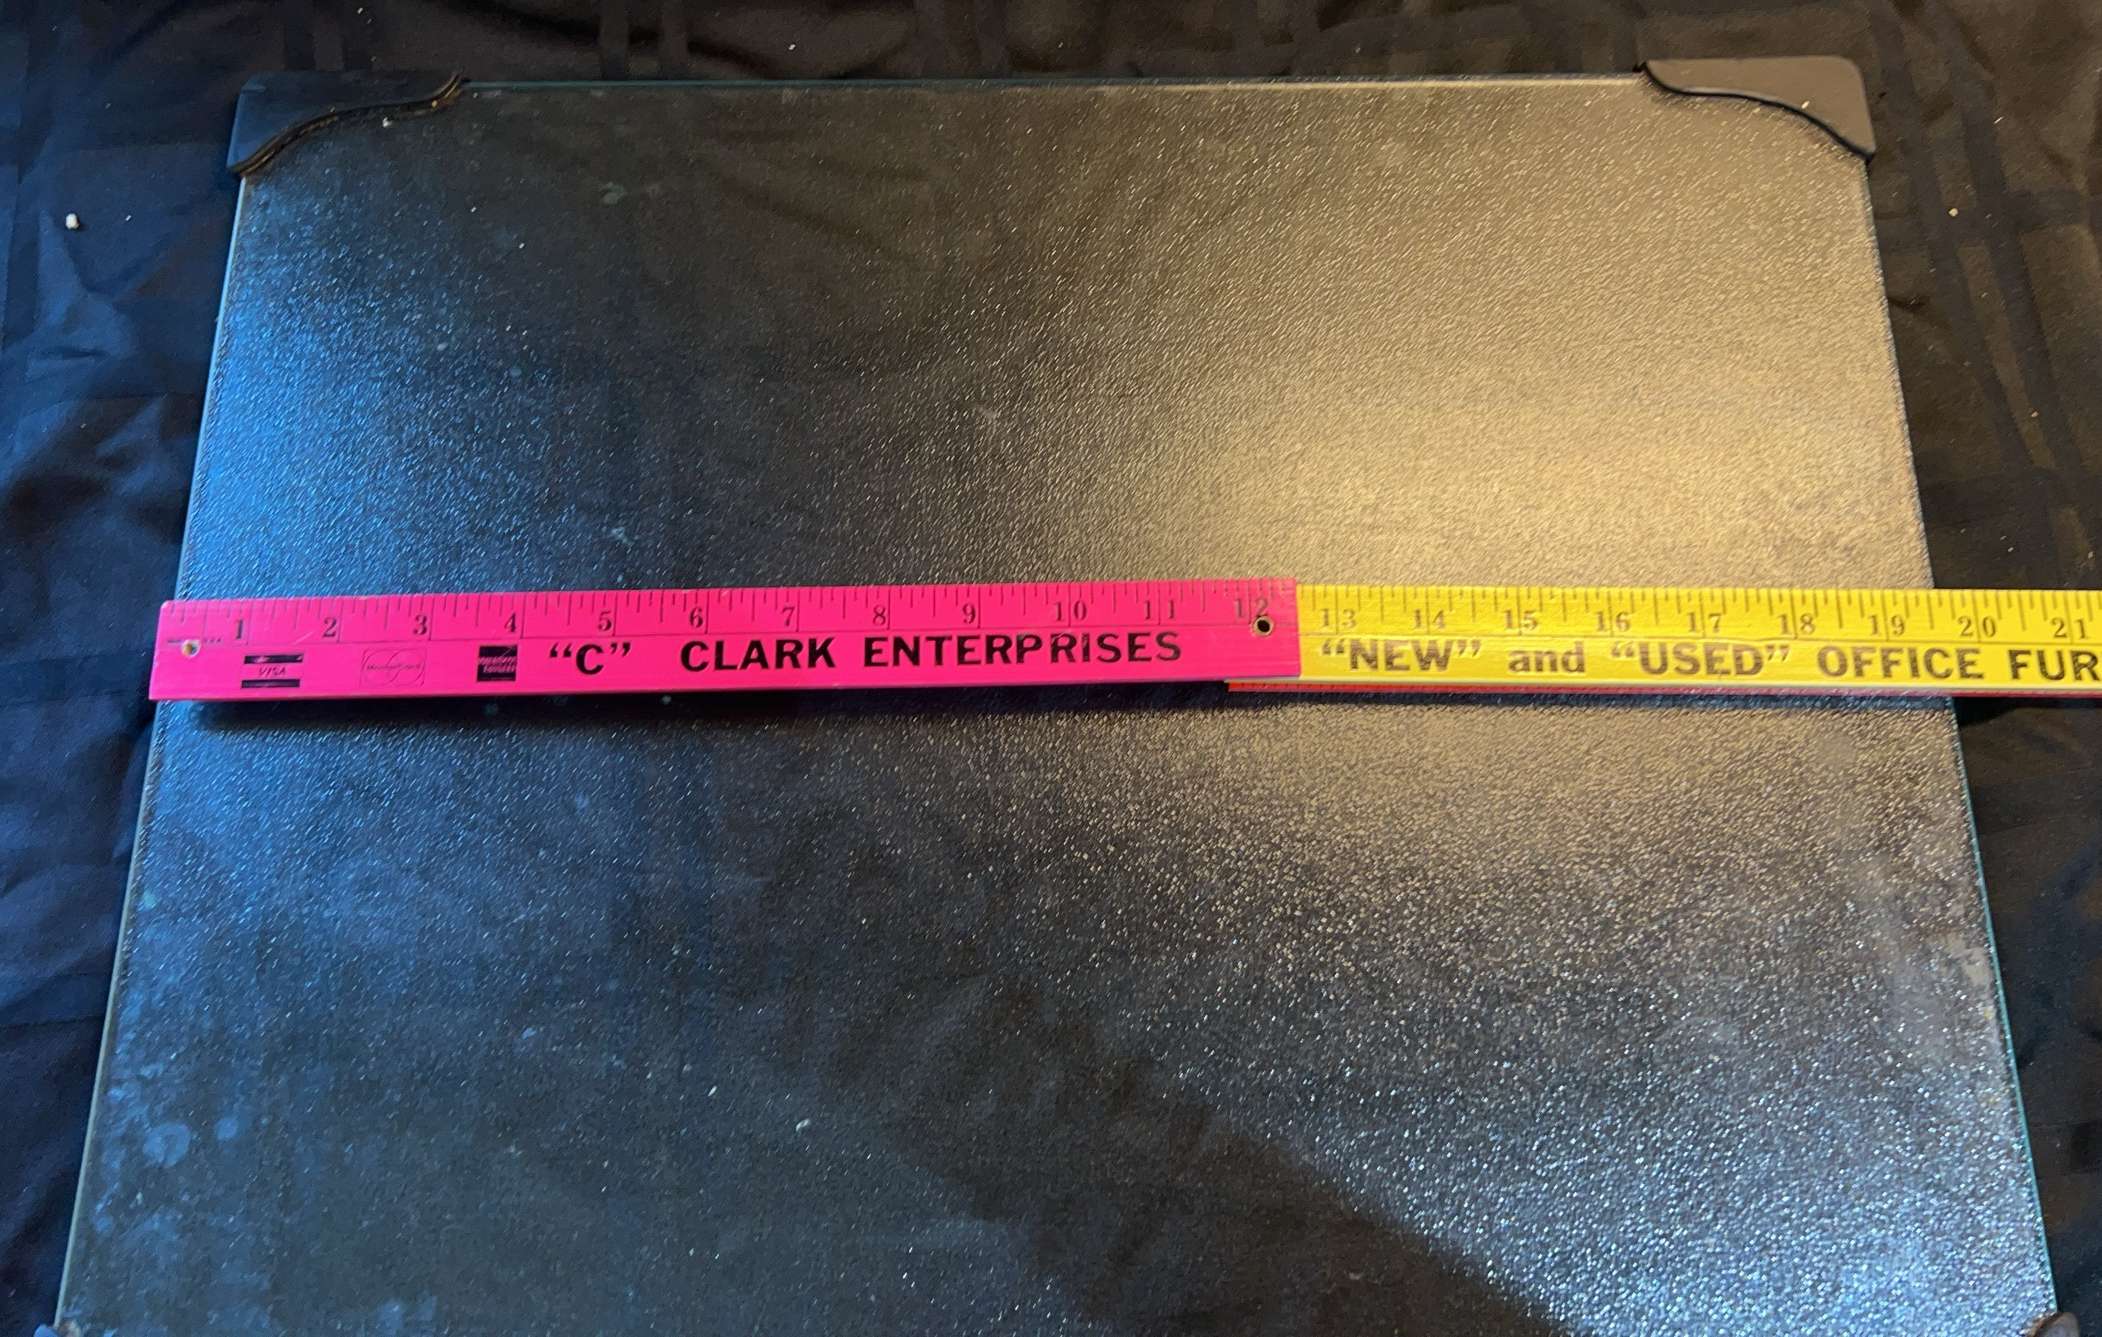 1 2 3 4 5 6 7 8 9 10 11 12 13 14 15 16 17 18 19 20 21
VISA "C" CLARK ENTERPRISES "NEW" and "USED" OFFICE FUR